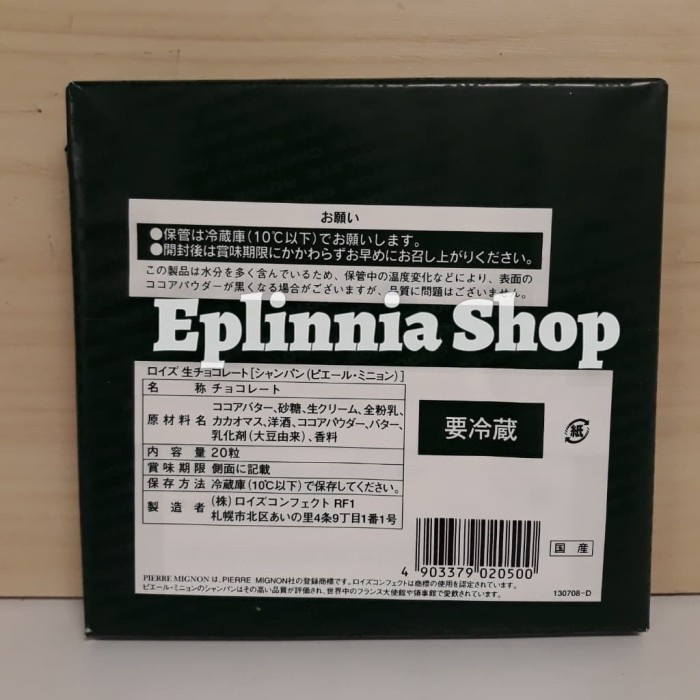 お願い
●保管は冷蔵庫(10℃以下)でお願いします。
●開封後は賞味期限にかかわらずお早めにお召し上がりください。
この製品は水分を多く含んでいるため、保管中の温度変化などにより、表面の
ココアパウダーが黒くなる場合がございますが、品質に問題はございません。
Eplinnia Shop
ロイズ 生チョコレート[シャンパン(ピエール・ミニョン)]
名 称 チョコレート
原材料名 ココアバター、砂糖、生クリーム、全粉乳、
カカオマス、洋酒、ココアパウダー、バター、
乳化剤(大豆由来)、香料
内容量 20粒
賞味期限 側面に記載
保存方法 冷蔵庫(10℃以下)で保存してください。
製造者 (株)ロイズコンフェクト RF1
札幌市北区あいの里4条9丁目1番1号
要冷蔵
紙
4 903379 020500
国産
PIERRE MIGNON は、PIERRE MIGNON社の登録商標です。ロイズコンフェクトは商標の使用を認定されています。
ピエール・ミニョンのシャンパンはその高い品質が評価され、世界中のフランス大使館や領事館で愛飲されています。
130708-D